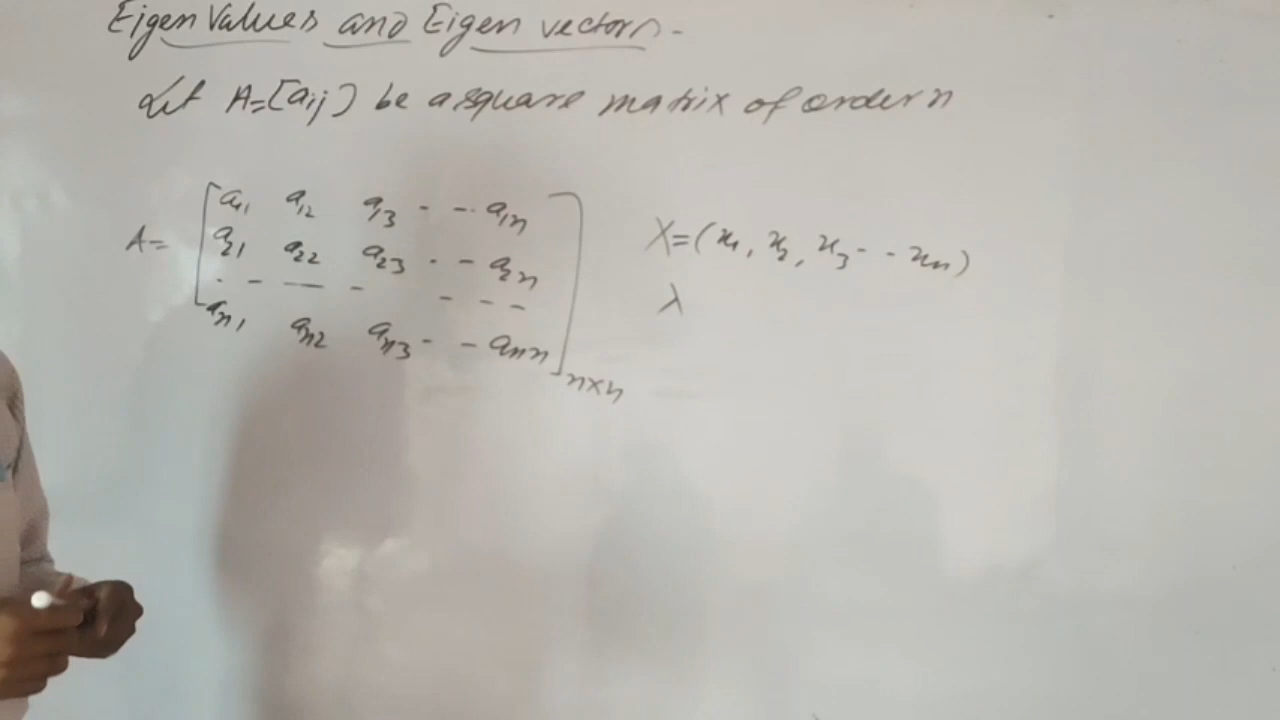 Eigen Values and Eigen vectors.
Let A=[aij] be a square matrix of order n
A= [a11 a12 a13 - - a1n
a21 a22 a23 - - a2n
. - — - - - -
an1 an2 an3 - - ann]n×n
X=(x1, x2, x3 - - xn)
λ